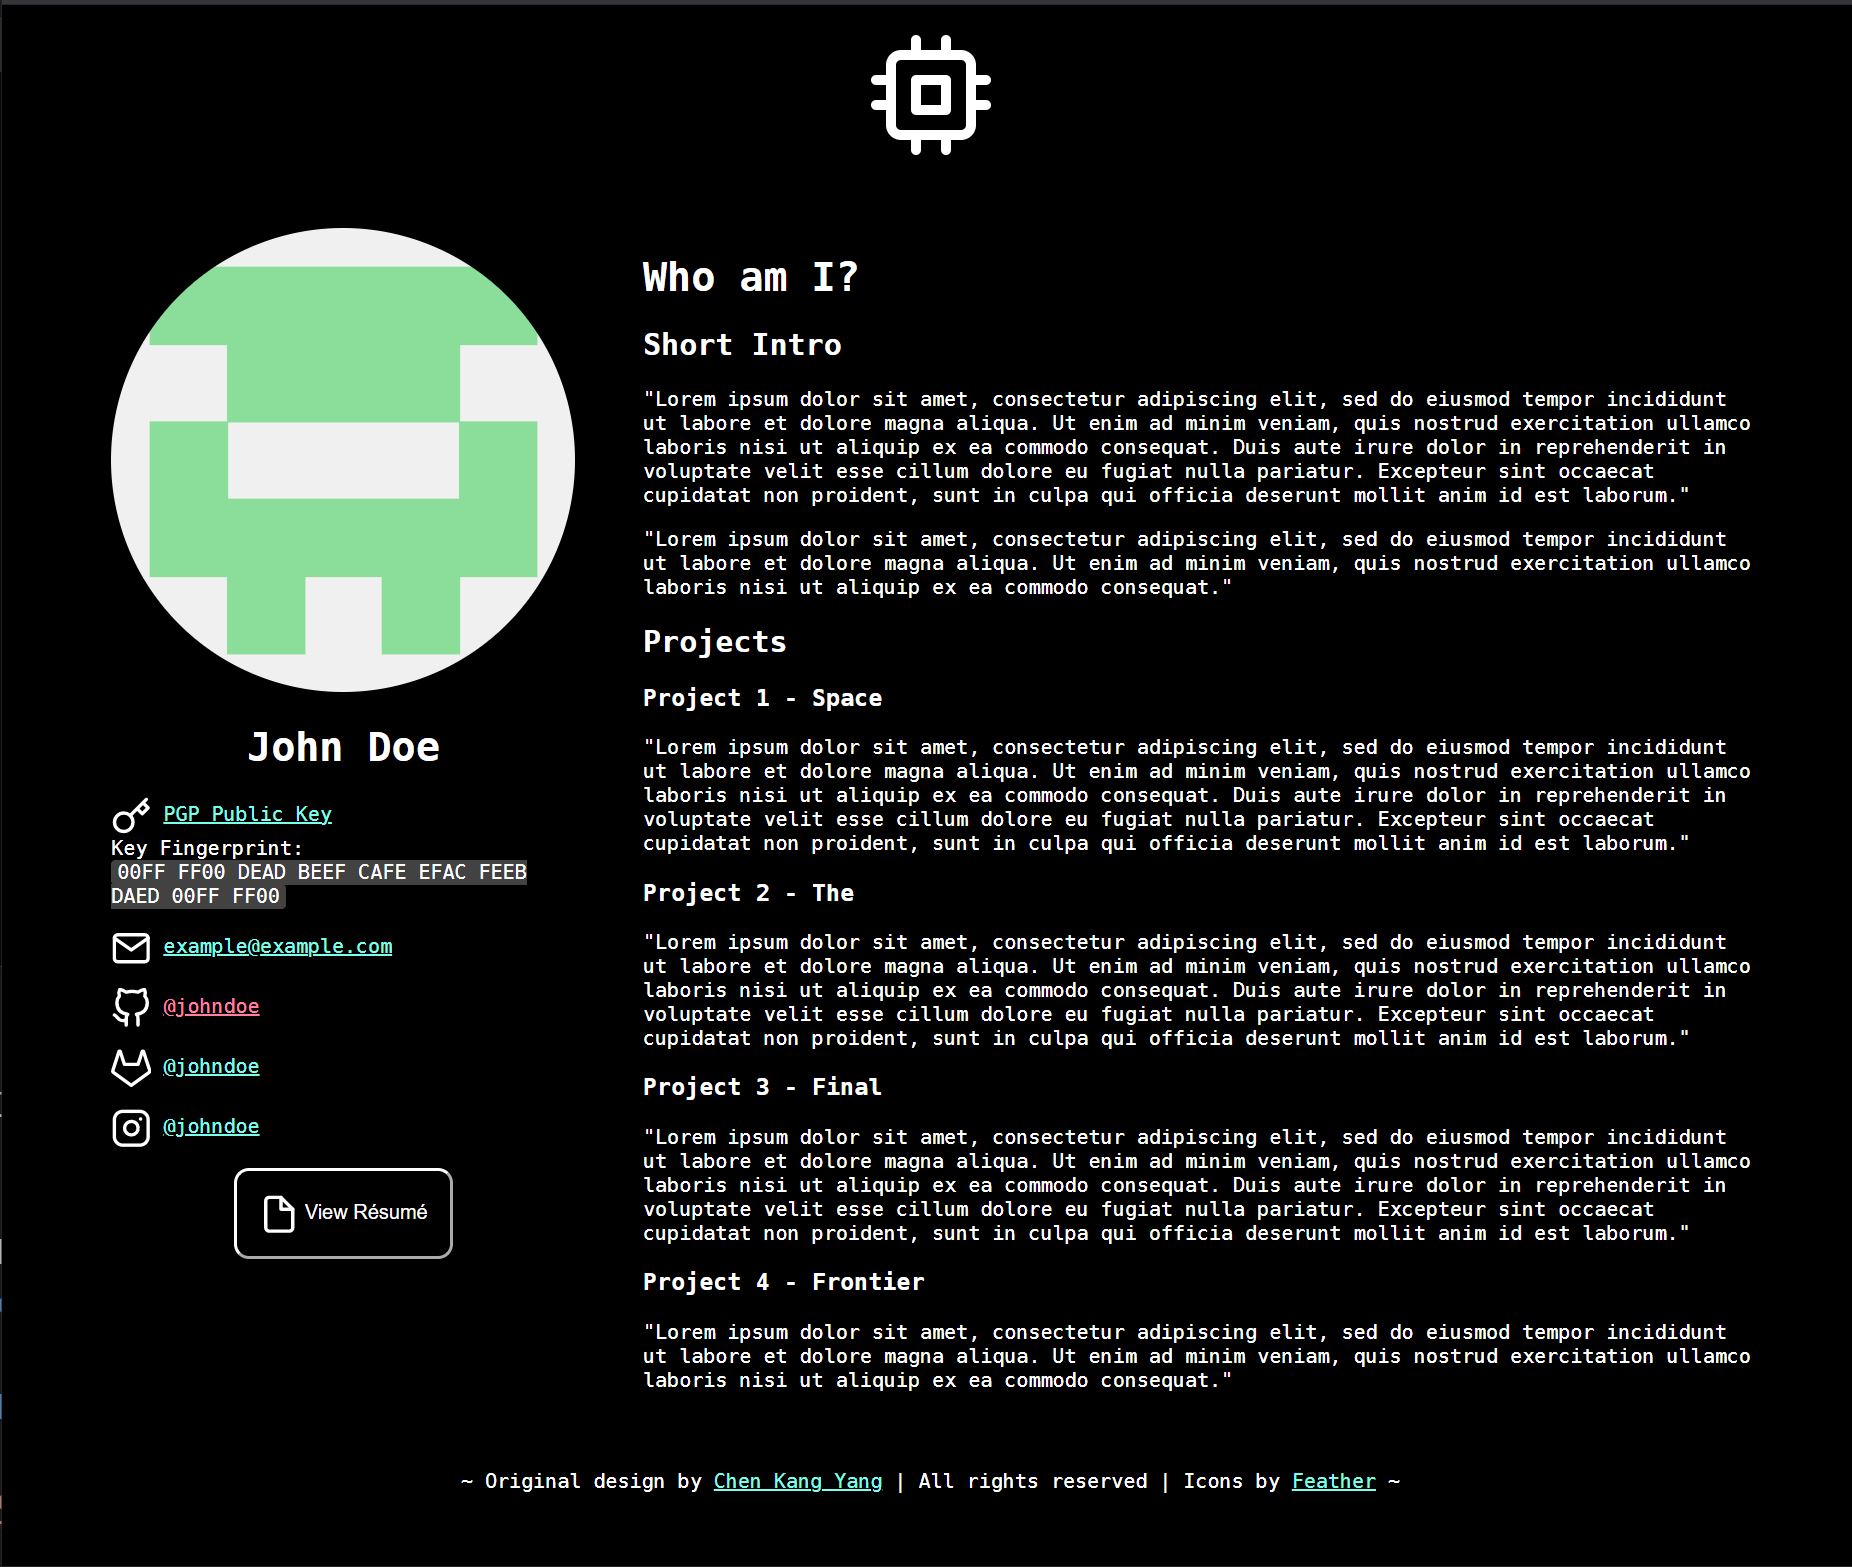 John Doe
PGP Public Key
Key Fingerprint:
00FF FF00 DEAD BEEF CAFE EFAC FEEB
DAED 00FF FF00
example@example.com
@johndoe
@johndoe
@johndoe
View Résumé
Who am I?
Short Intro
"Lorem ipsum dolor sit amet, consectetur adipiscing elit, sed do eiusmod tempor incididunt
ut labore et dolore magna aliqua. Ut enim ad minim veniam, quis nostrud exercitation ullamco
laboris nisi ut aliquip ex ea commodo consequat. Duis aute irure dolor in reprehenderit in
voluptate velit esse cillum dolore eu fugiat nulla pariatur. Excepteur sint occaecat
cupidatat non proident, sunt in culpa qui officia deserunt mollit anim id est laborum."
"Lorem ipsum dolor sit amet, consectetur adipiscing elit, sed do eiusmod tempor incididunt
ut labore et dolore magna aliqua. Ut enim ad minim veniam, quis nostrud exercitation ullamco
laboris nisi ut aliquip ex ea commodo consequat."
Projects
Project 1 - Space
"Lorem ipsum dolor sit amet, consectetur adipiscing elit, sed do eiusmod tempor incididunt
ut labore et dolore magna aliqua. Ut enim ad minim veniam, quis nostrud exercitation ullamco
laboris nisi ut aliquip ex ea commodo consequat. Duis aute irure dolor in reprehenderit in
voluptate velit esse cillum dolore eu fugiat nulla pariatur. Excepteur sint occaecat
cupidatat non proident, sunt in culpa qui officia deserunt mollit anim id est laborum."
Project 2 - The
"Lorem ipsum dolor sit amet, consectetur adipiscing elit, sed do eiusmod tempor incididunt
ut labore et dolore magna aliqua. Ut enim ad minim veniam, quis nostrud exercitation ullamco
laboris nisi ut aliquip ex ea commodo consequat. Duis aute irure dolor in reprehenderit in
voluptate velit esse cillum dolore eu fugiat nulla pariatur. Excepteur sint occaecat
cupidatat non proident, sunt in culpa qui officia deserunt mollit anim id est laborum."
Project 3 - Final
"Lorem ipsum dolor sit amet, consectetur adipiscing elit, sed do eiusmod tempor incididunt
ut labore et dolore magna aliqua. Ut enim ad minim veniam, quis nostrud exercitation ullamco
laboris nisi ut aliquip ex ea commodo consequat. Duis aute irure dolor in reprehenderit in
voluptate velit esse cillum dolore eu fugiat nulla pariatur. Excepteur sint occaecat
cupidatat non proident, sunt in culpa qui officia deserunt mollit anim id est laborum."
Project 4 - Frontier
"Lorem ipsum dolor sit amet, consectetur adipiscing elit, sed do eiusmod tempor incididunt
ut labore et dolore magna aliqua. Ut enim ad minim veniam, quis nostrud exercitation ullamco
laboris nisi ut aliquip ex ea commodo consequat."
~ Original design by Chen Kang Yang | All rights reserved | Icons by Feather ~